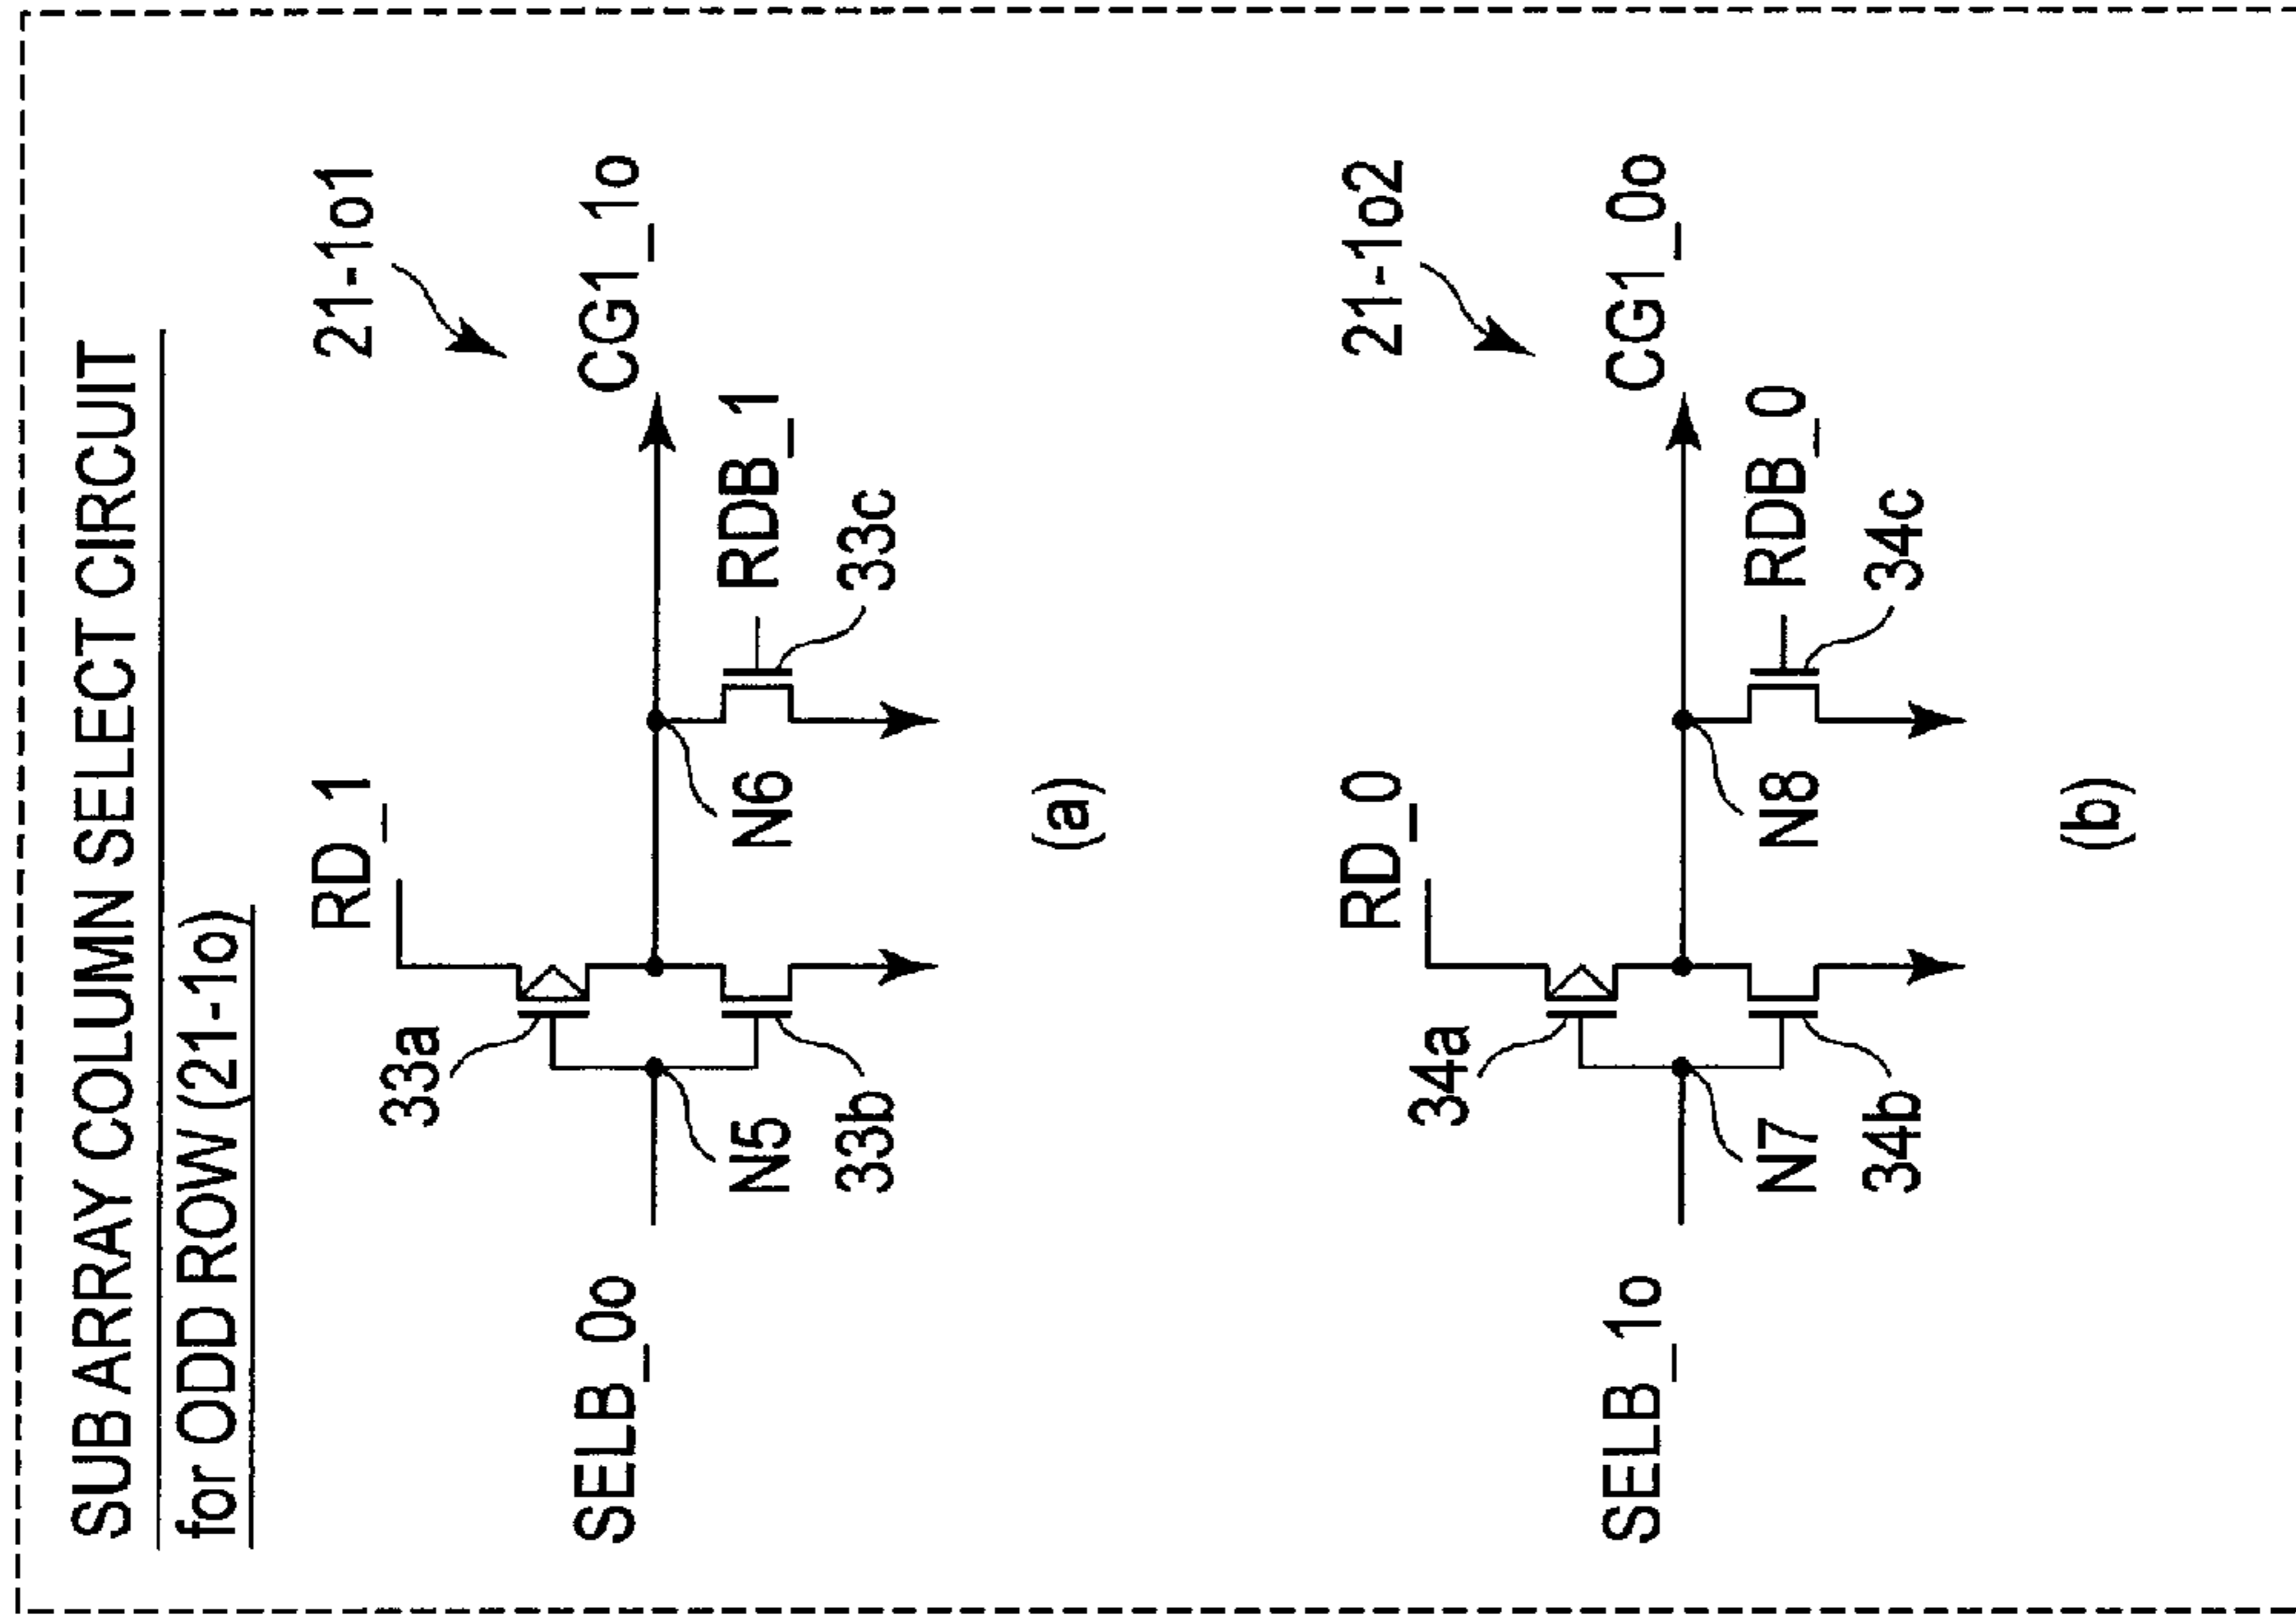 SUB ARRAY COLUMN SELECT CIRCUIT
for ODD ROW (21-1o)
21-1o1
RD_1
33a
SELB_0o
CG1_1o
N5
N6
RDB_1
33b
33c
(a)
21-1o2
RD_0
34a
SELB_1o
CG1_0o
N7
N8
RDB_0
34b
34c
(b)